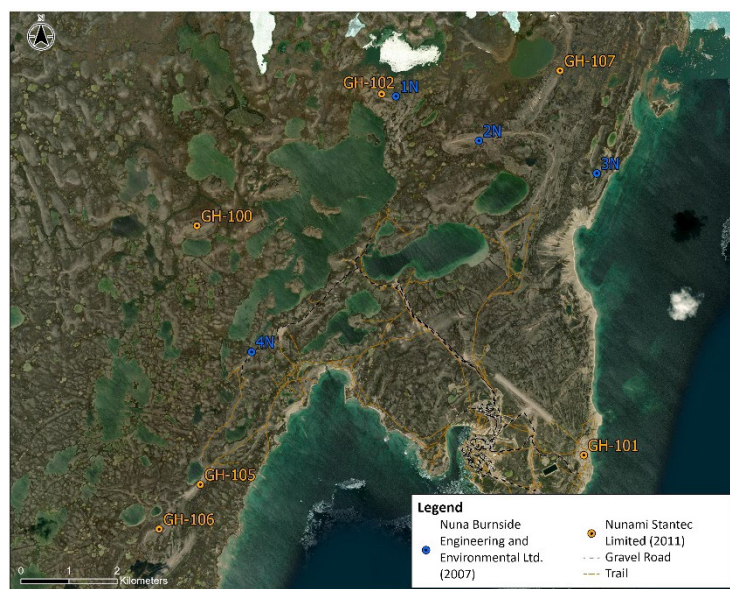 N
GH-107
GH-102
1N
2N
3N
GH-100
4N
GH-101
GH-105
GH-106
0 1 2
Kilometers
Legend
Nuna Burnside
Engineering and
Environmental Ltd.
(2007)
Nunami Stantec
Limited (2011)
Gravel Road
Trail